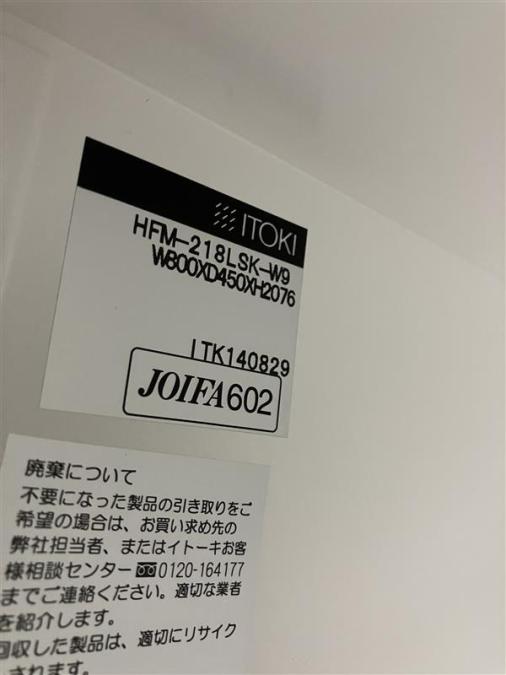 ITOKI
HFM-218LSK-W9
W800XD450XH2076
ITK140829
JOIFA602
廃棄について
不要になった製品の引き取りをご
希望の場合は、お買い求め先の
弊社担当者、またはイトーキお客
様相談センター 0120-164177
までご連絡ください。適切な業者
を紹介します。
回収した製品は、適切にリサイク
されます。